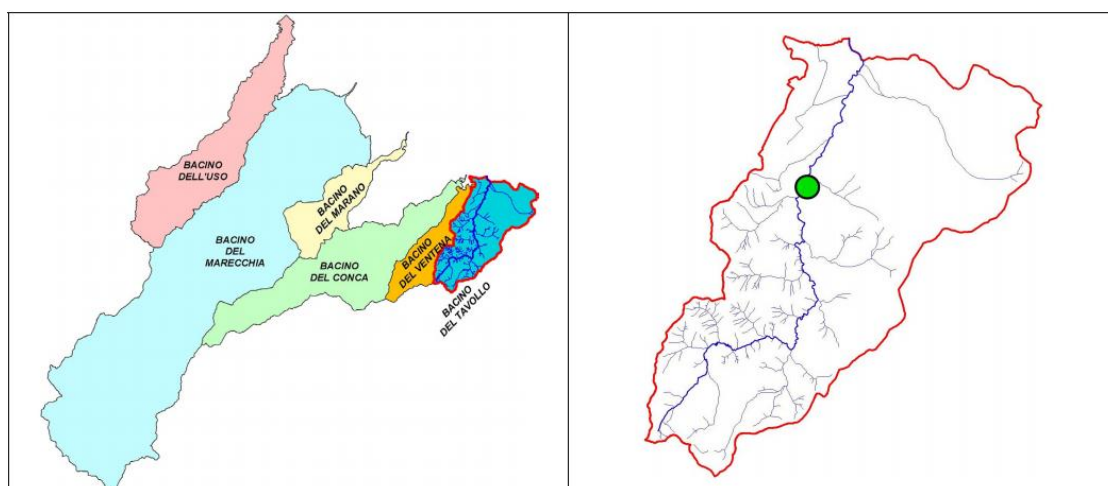 BACINO
DELL'USO
BACINO
DEL
MARECCHIA
BACINO
DEL MARANO
BACINO
DEL CONCA
BACINO
DEL VENTENA
BACINO
DEL TAVOLLO